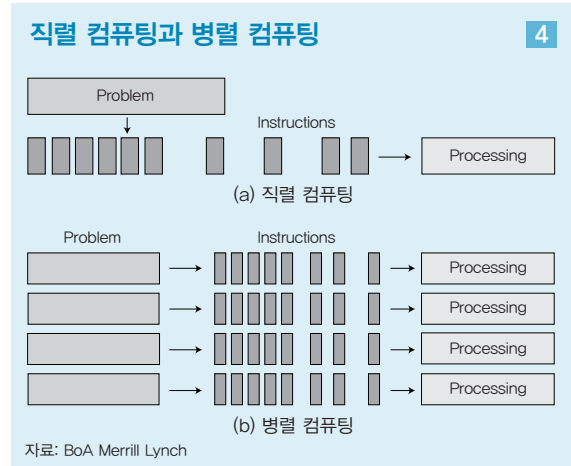 직렬 컴퓨팅과 병렬 컴퓨팅
4
Problem
Instructions
Processing
(a) 직렬 컴퓨팅
Problem
Instructions
Processing
Processing
Processing
Processing
(b) 병렬 컴퓨팅
자료: BoA Merrill Lynch